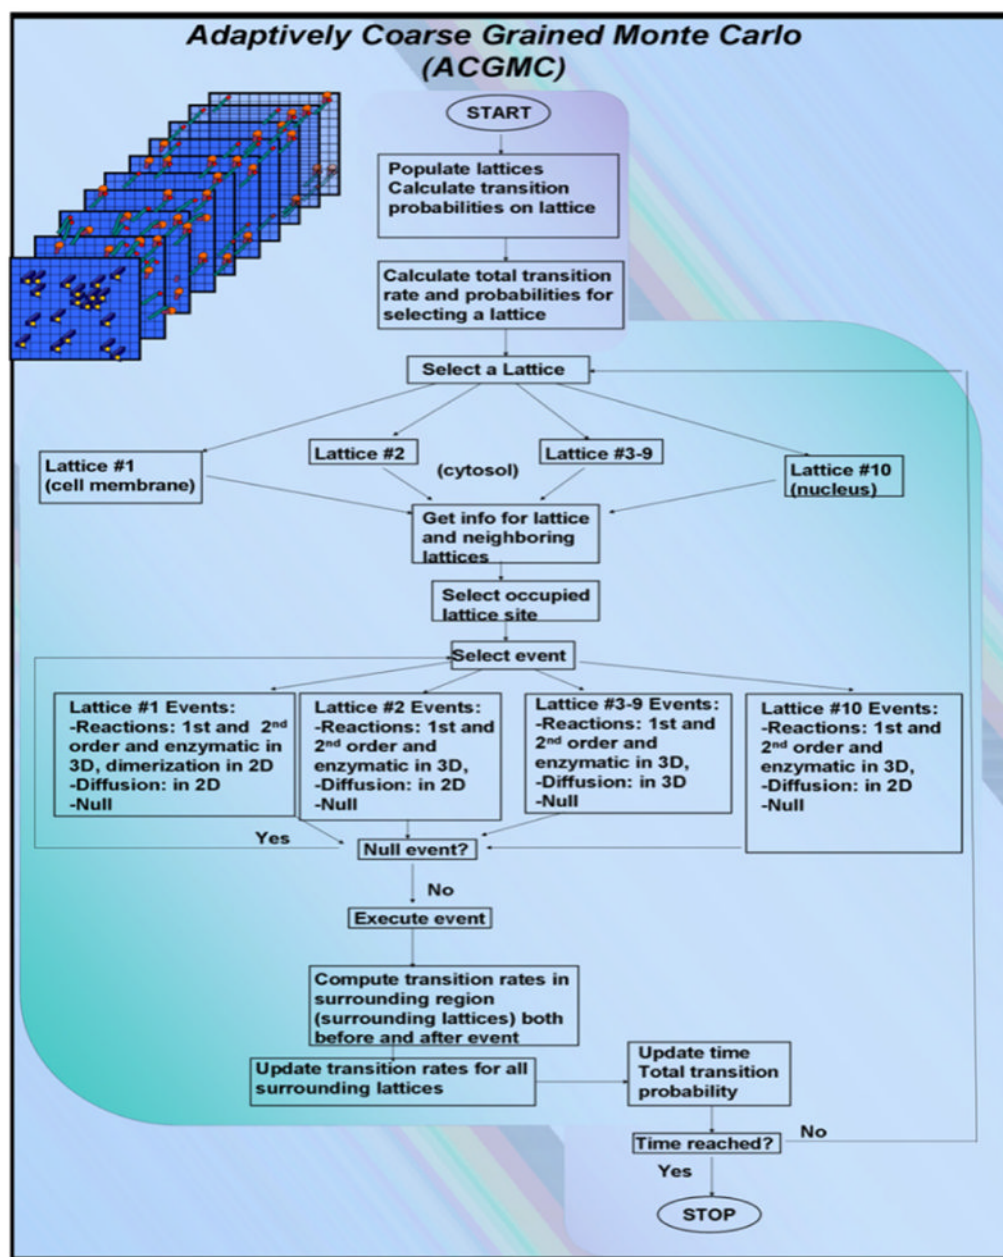 Adaptively Coarse Grained Monte Carlo
(ACGMC)
START
Populate lattices
Calculate transition
probabilities on lattice
Calculate total transition
rate and probabilities for
selecting a lattice
Select a Lattice
Lattice #1
(cell membrane)
Lattice #2
(cytosol)
Lattice #3-9
Lattice #10
(nucleus)
Get info for lattice
and neighboring
lattices
Select occupied
lattice site
Select event
Lattice #1 Events:
-Reactions: 1st and 2nd
order and enzymatic in
3D, dimerization in 2D
-Diffusion: in 2D
-Null
Lattice #2 Events:
-Reactions: 1st and
2nd order and
enzymatic in 3D,
-Diffusion: in 2D
-Null
Lattice #3-9 Events:
-Reactions: 1st and
2nd order and
enzymatic in 3D,
-Diffusion: in 3D
-Null
Lattice #10 Events:
-Reactions: 1st and
2nd order and
enzymatic in 3D,
-Diffusion: in 2D
-Null
Yes
Null event?
No
Execute event
Compute transition rates in
surrounding region
(surrounding lattices) both
before and after event
Update transition rates for all
surrounding lattices
Update time
Total transition
probability
Time reached?
No
Yes
STOP